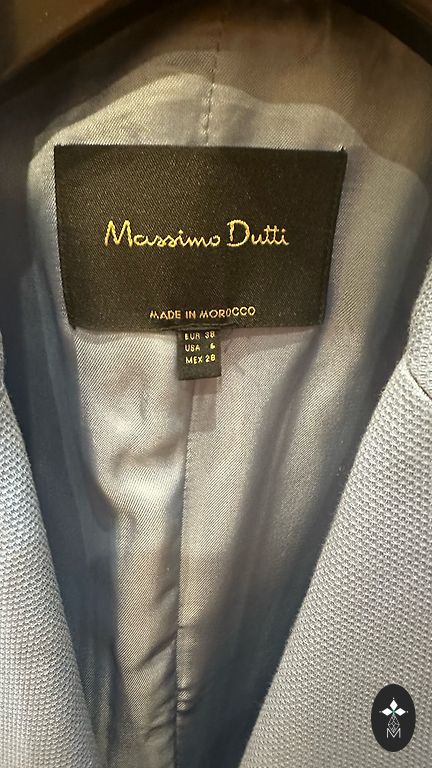 Massimo Dutti
MADE IN MOROCCO
EUR 38
USA 6
MEX 28
M